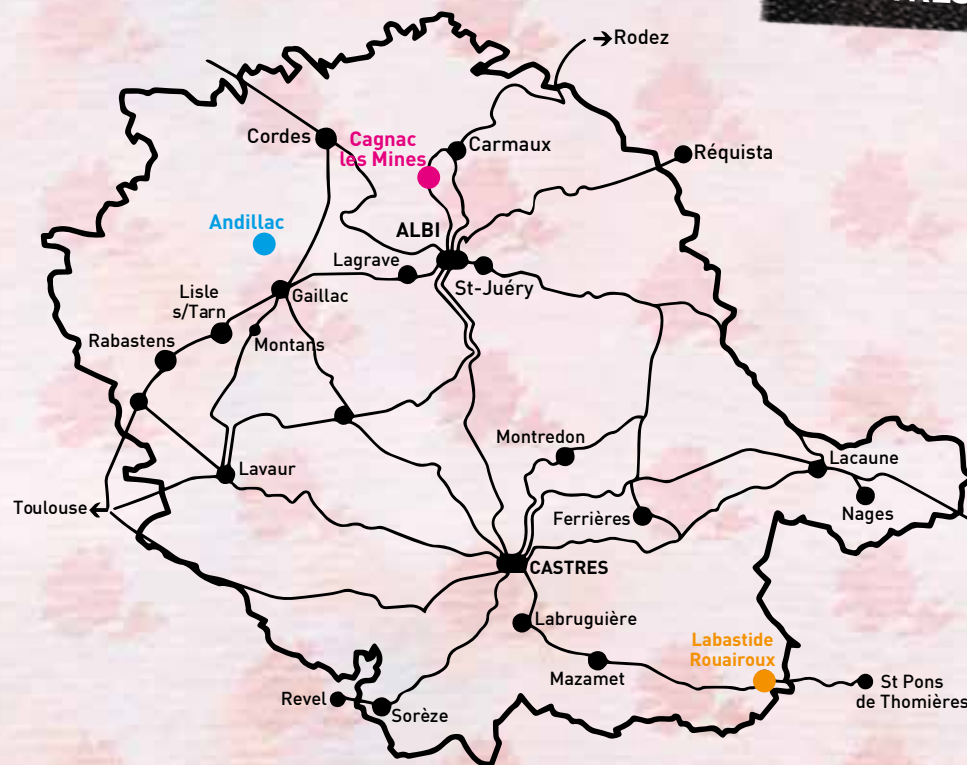 →Rodez
Cordes
Cagnac
les Mines
Carmaux
Réquista
Andillac
ALBI
Lagrave
St-Juéry
Lisle
s/Tarn
Gaillac
Rabastens
Montans
Montredon
Lavaur
Lacaune
Toulouse←
Ferrières
Nages
CASTRES
Labruguière
Labastide
Rouairoux
Mazamet
St Pons
de Thomières
Revel
Sorèze